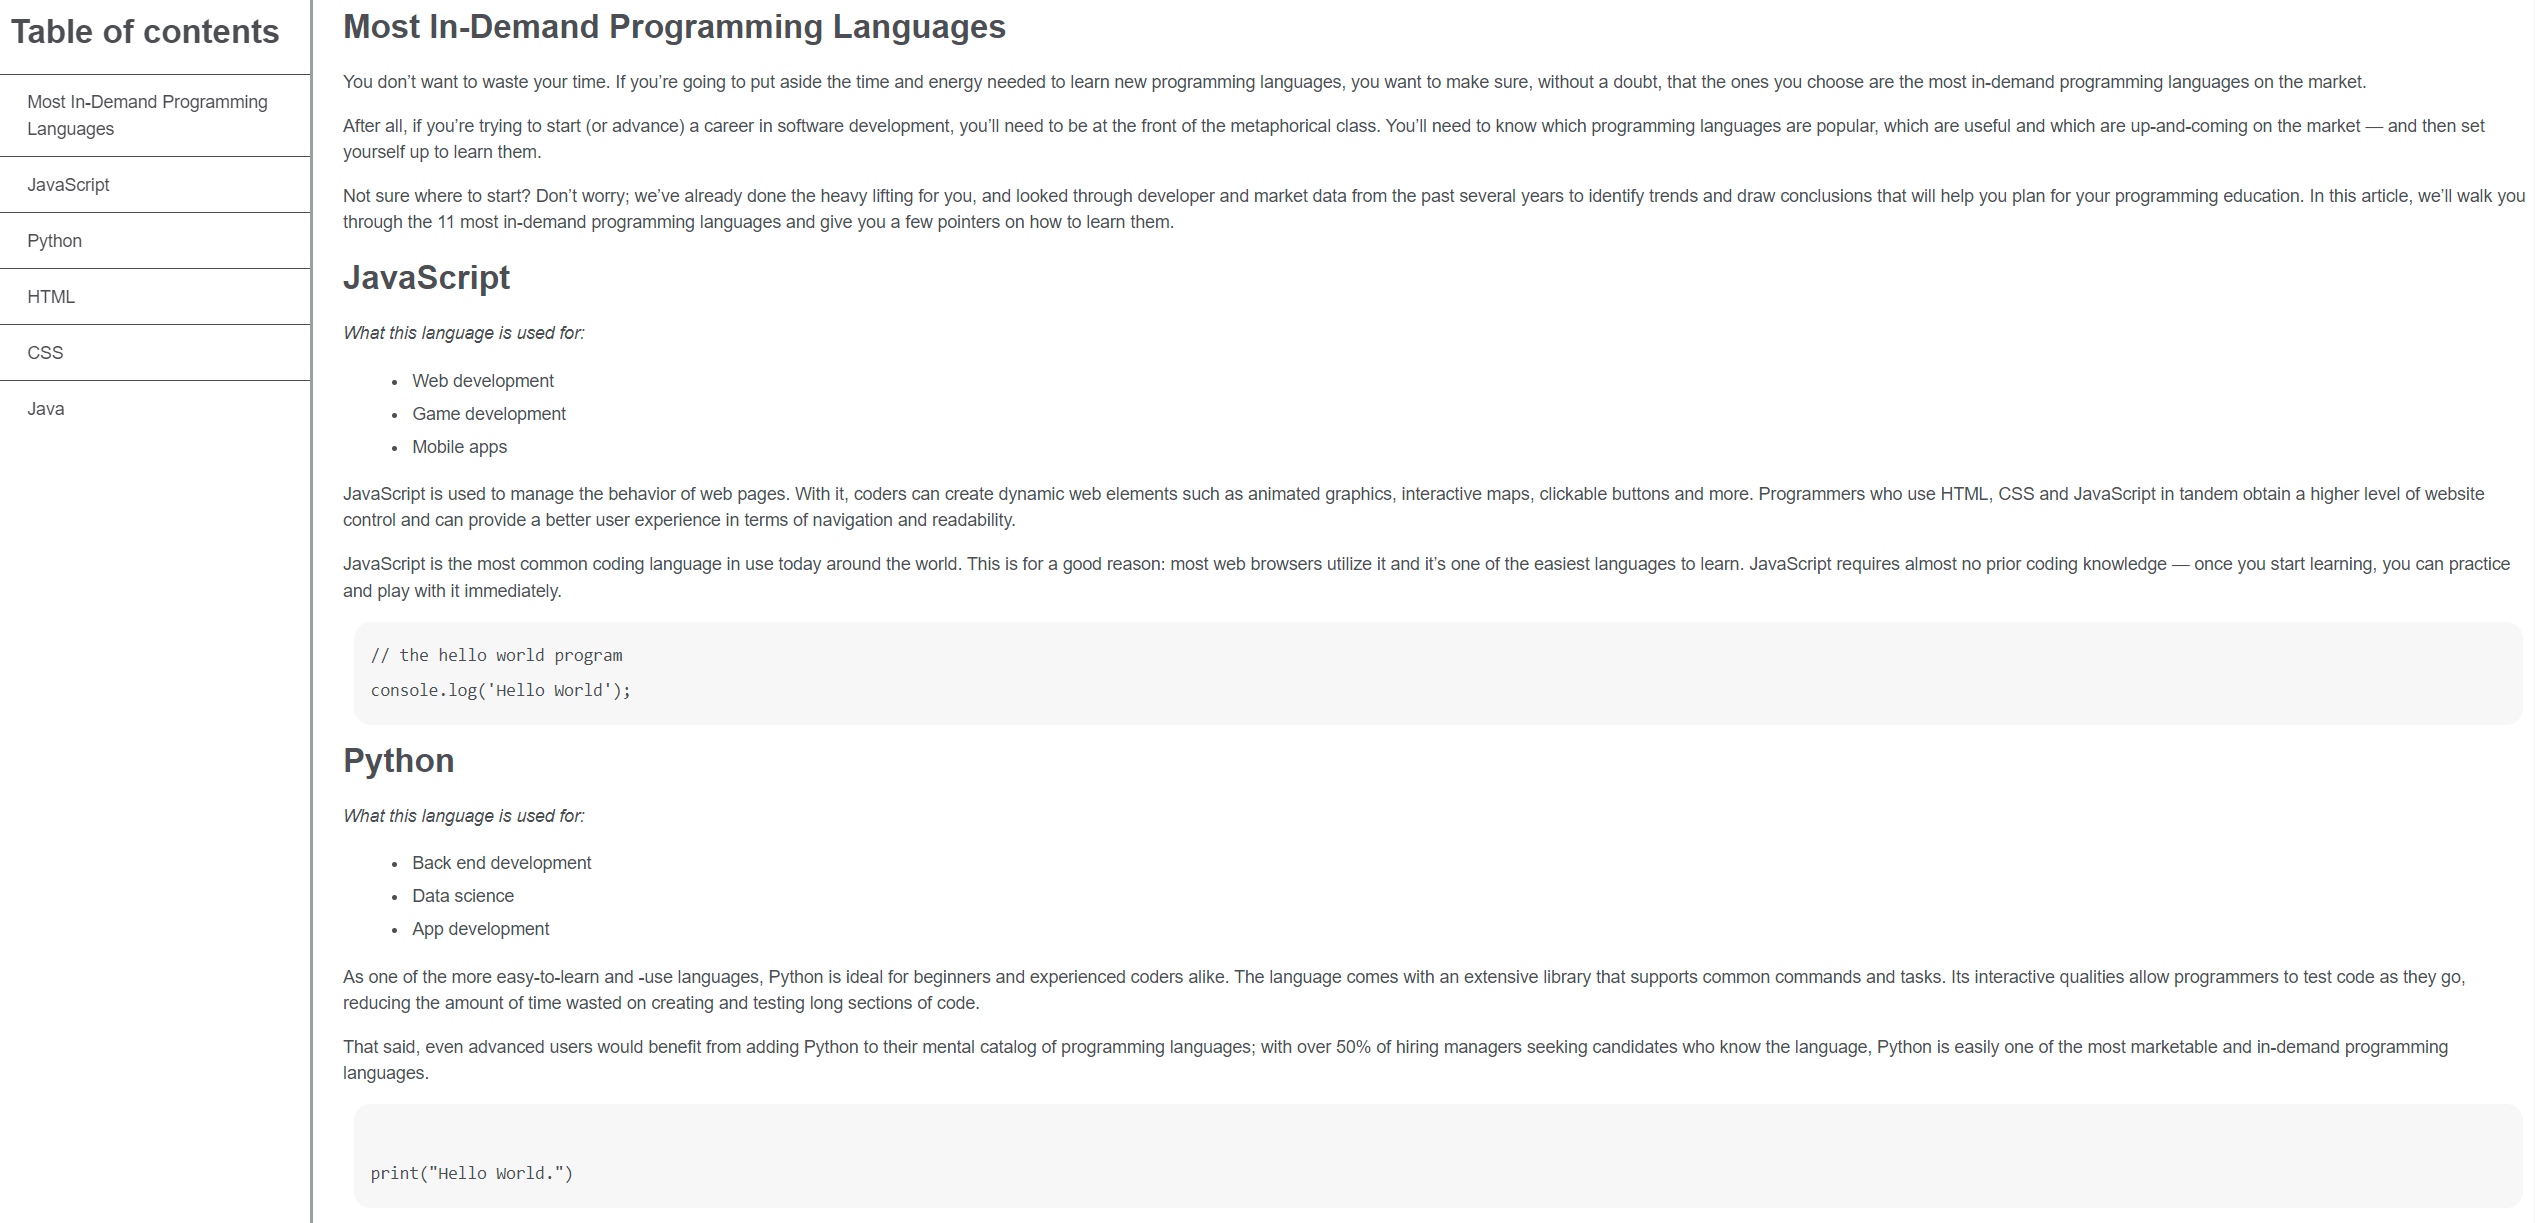 Table of contents
Most In-Demand Programming
Languages
JavaScript
Python
HTML
CSS
Java
Most In-Demand Programming Languages
You don’t want to waste your time. If you’re going to put aside the time and energy needed to learn new programming languages, you want to make sure, without a doubt, that the ones you choose are the most in-demand programming languages on the market.
After all, if you’re trying to start (or advance) a career in software development, you’ll need to be at the front of the metaphorical class. You’ll need to know which programming languages are popular, which are useful and which are up-and-coming on the market — and then set
yourself up to learn them.
Not sure where to start? Don’t worry; we’ve already done the heavy lifting for you, and looked through developer and market data from the past several years to identify trends and draw conclusions that will help you plan for your programming education. In this article, we’ll walk you
through the 11 most in-demand programming languages and give you a few pointers on how to learn them.
JavaScript
What this language is used for:
• Web development
• Game development
• Mobile apps
JavaScript is used to manage the behavior of web pages. With it, coders can create dynamic web elements such as animated graphics, interactive maps, clickable buttons and more. Programmers who use HTML, CSS and JavaScript in tandem obtain a higher level of website
control and can provide a better user experience in terms of navigation and readability.
JavaScript is the most common coding language in use today around the world. This is for a good reason: most web browsers utilize it and it’s one of the easiest languages to learn. JavaScript requires almost no prior coding knowledge — once you start learning, you can practice
and play with it immediately.
// the hello world program
console.log('Hello World');
Python
What this language is used for:
• Back end development
• Data science
• App development
As one of the more easy-to-learn and -use languages, Python is ideal for beginners and experienced coders alike. The language comes with an extensive library that supports common commands and tasks. Its interactive qualities allow programmers to test code as they go,
reducing the amount of time wasted on creating and testing long sections of code.
That said, even advanced users would benefit from adding Python to their mental catalog of programming languages; with over 50% of hiring managers seeking candidates who know the language, Python is easily one of the most marketable and in-demand programming
languages.
print("Hello World.")